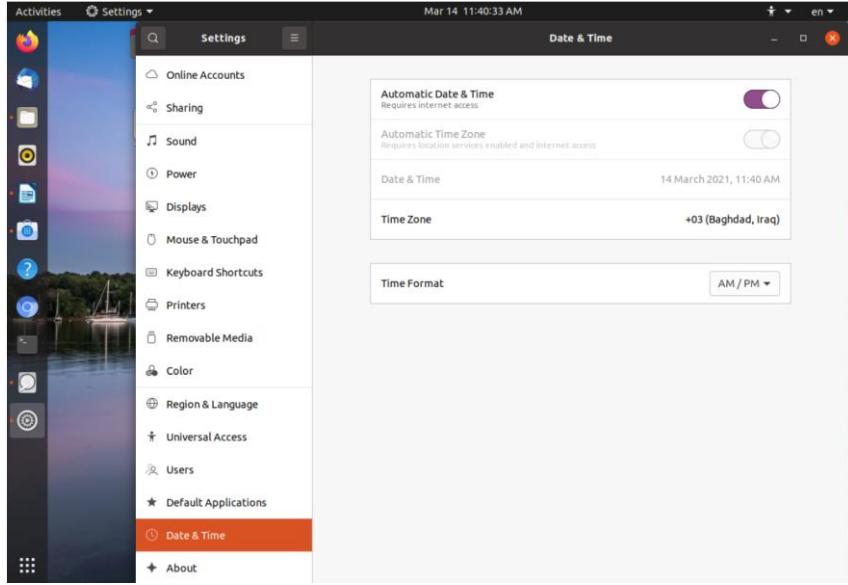 Activities
Settings
Mar 14 11:40:33 AM
en
Settings
Date & Time
Online Accounts
Sharing
Sound
Power
Displays
Mouse & Touchpad
Keyboard Shortcuts
Printers
Removable Media
Color
Region & Language
Universal Access
Users
Default Applications
Date & Time
About
Automatic Date & Time
Requires internet access
Automatic Time Zone
Requires location services enabled and internet access
Date & Time
14 March 2021, 11:40 AM
Time Zone
+03 (Baghdad, Iraq)
Time Format
AM / PM